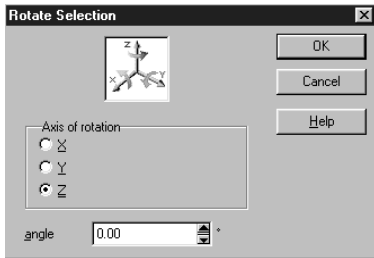 Rotate Selection
Z
X Y
OK
Cancel
Help
Axis of rotation
X
Y
Z
angle 0.00 °